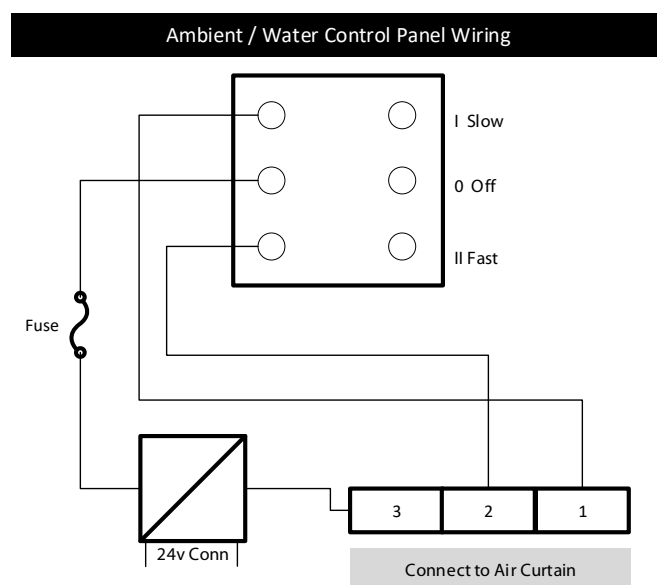 Ambient / Water Control Panel Wiring
I Slow
0 Off
II Fast
Fuse
24v Conn
3 2 1
Connect to Air Curtain